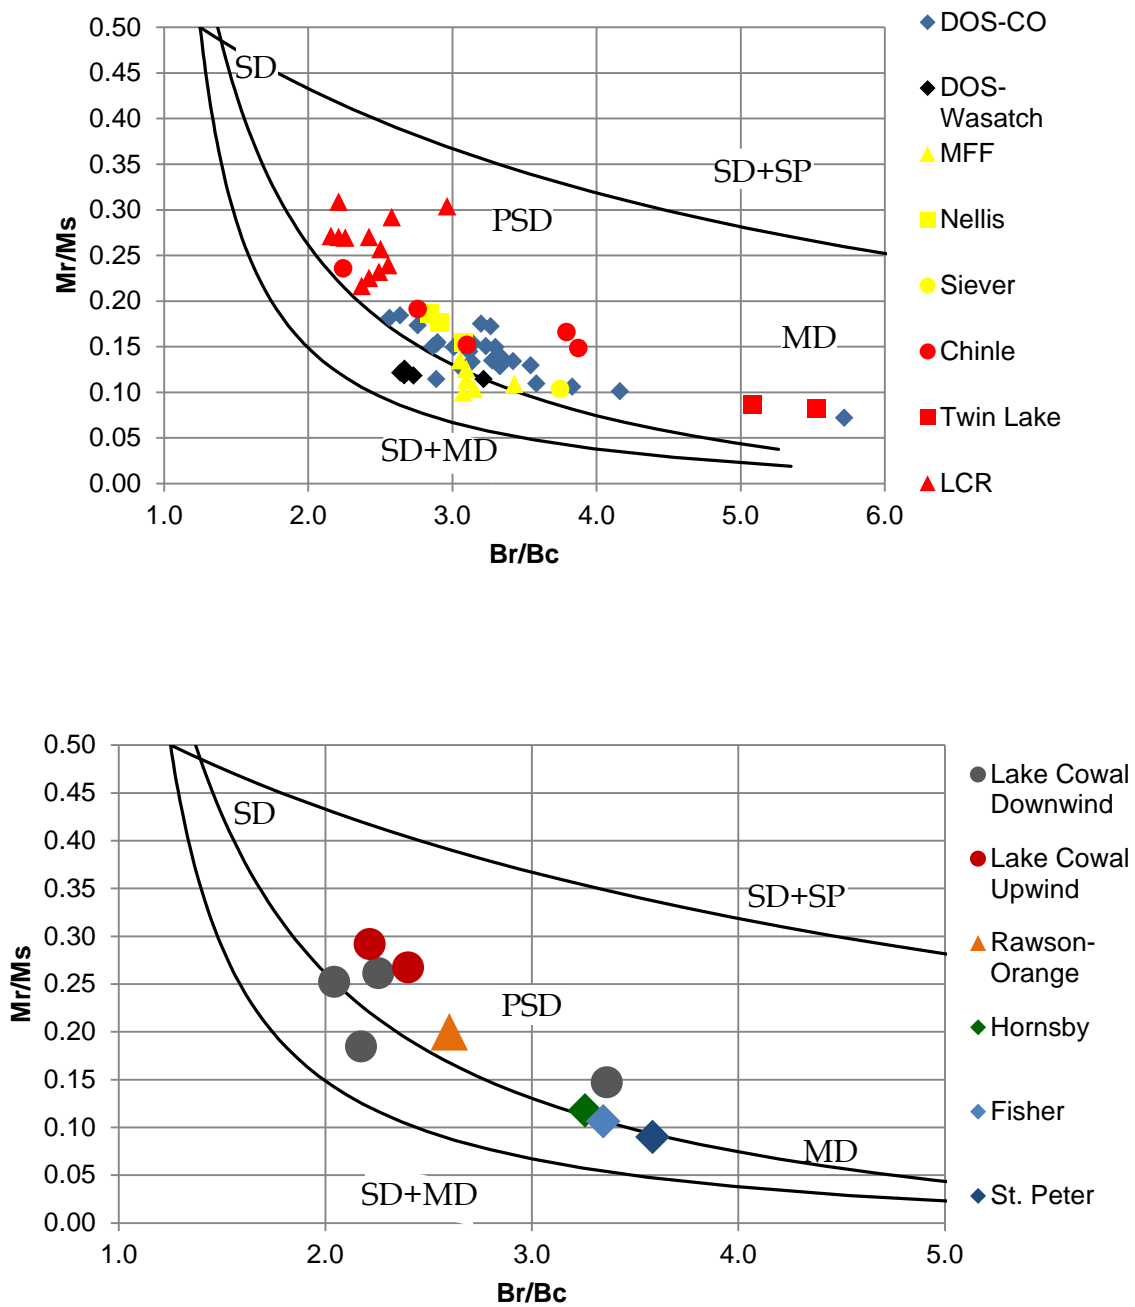 0.50
0.45
0.40
0.35
0.30
0.25
0.20
0.15
0.10
0.05
0.00
Mr/Ms
1.0 2.0 3.0 4.0 5.0 6.0
Br/Bc
SD
SD+SP
PSD
MD
SD+MD
DOS-CO
DOS-
Wasatch
MFF
Nellis
Siever
Chinle
Twin Lake
LCR
0.50
0.45
0.40
0.35
0.30
0.25
0.20
0.15
0.10
0.05
0.00
Mr/Ms
1.0 2.0 3.0 4.0 5.0
Br/Bc
SD
SD+SP
PSD
MD
SD+MD
Lake Cowal
Downwind
Lake Cowal
Upwind
Rawson-
Orange
Hornsby
Fisher
St. Peter